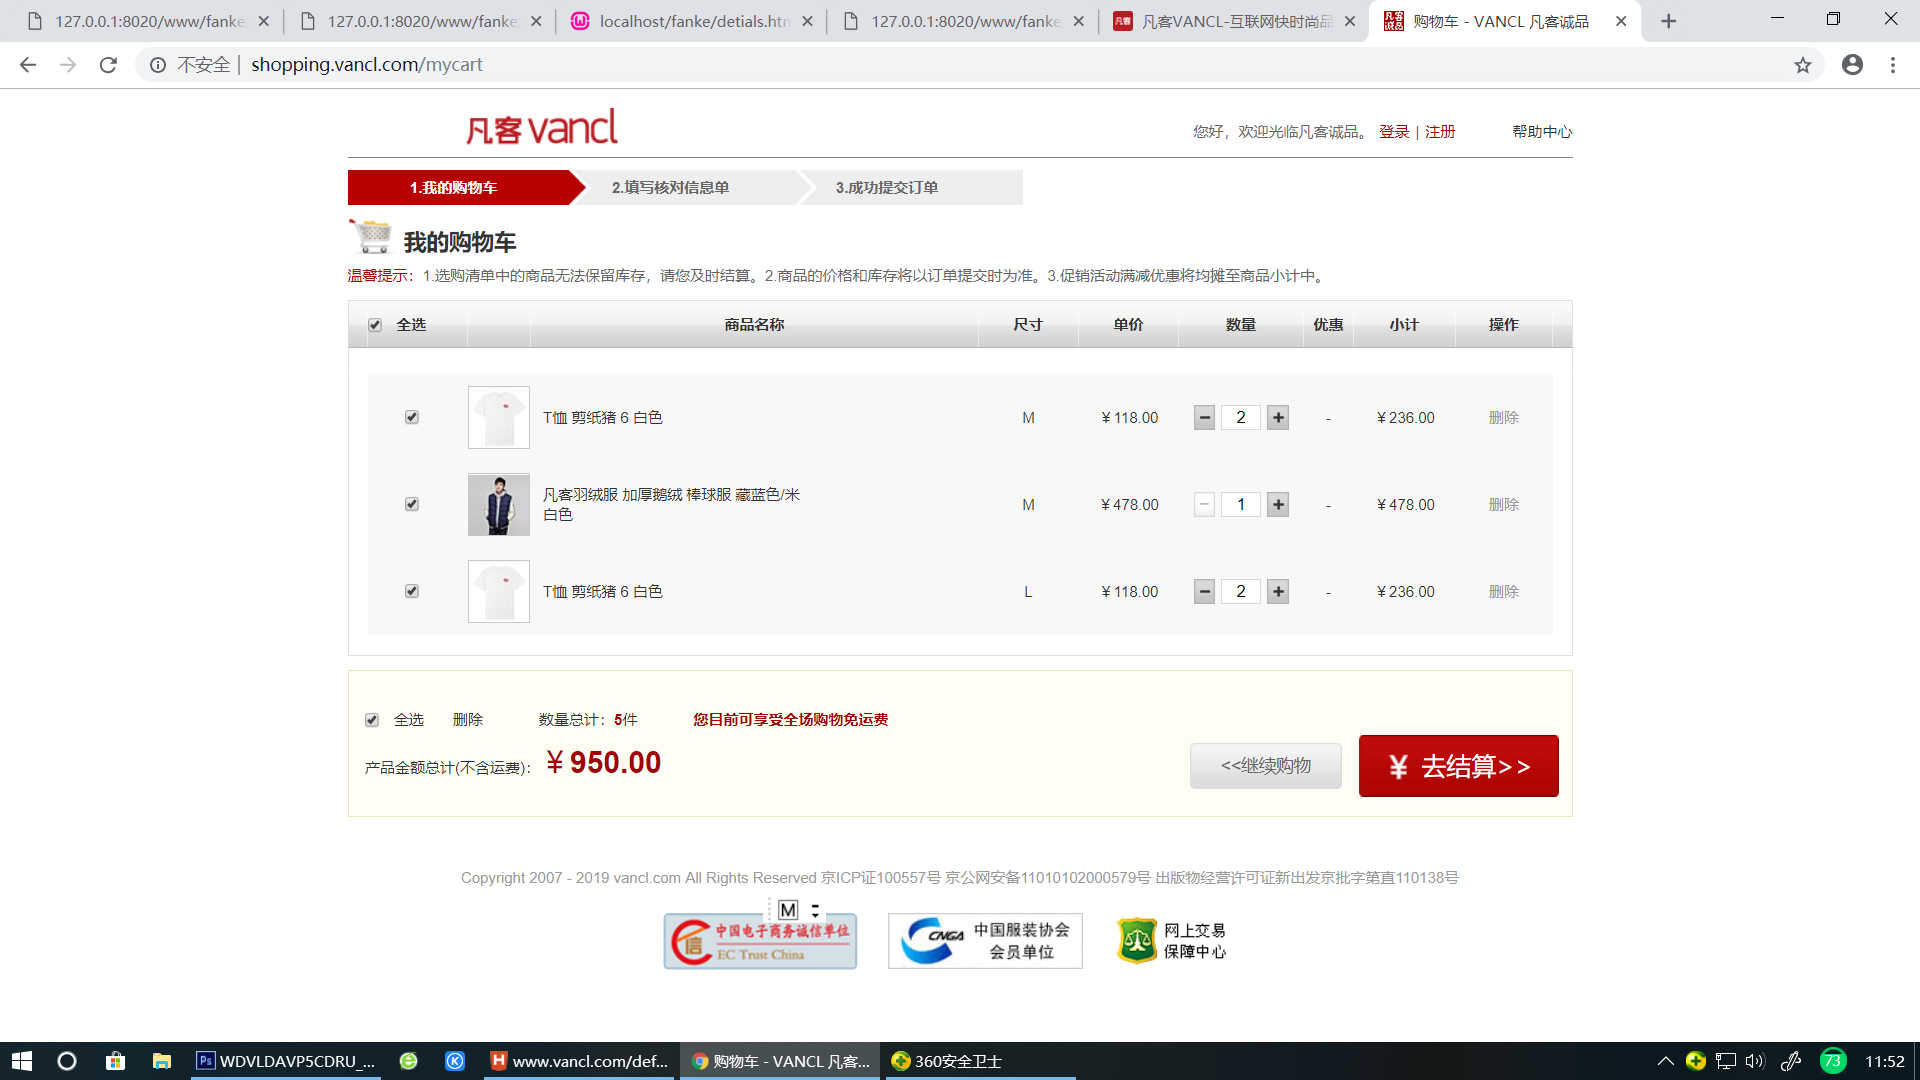 127.0.0.1:8020/www/fanke
127.0.0.1:8020/www/fanke
localhost/fanke/detials.htm
127.0.0.1:8020/www/fanke
凡客VANCL-互联网快时尚品
购物车 - VANCL 凡客诚品
不安全 | shopping.vancl.com/mycart
凡客vancl
您好，欢迎光临凡客诚品。 登录 | 注册 帮助中心
1.我的购物车 2.填写核对信息单 3.成功提交订单
我的购物车
温馨提示：1.选购清单中的商品无法保留库存，请您及时结算。2.商品的价格和库存将以订单提交时为准。3.促销活动满减优惠将均摊至商品小计中。
全选 商品名称 尺寸 单价 数量 优惠 小计 操作
T恤 剪纸猪 6 白色 M ￥118.00 2 - ￥236.00 删除
凡客羽绒服 加厚鹅绒 棒球服 藏蓝色/米
白色 M ￥478.00 1 - ￥478.00 删除
T恤 剪纸猪 6 白色 L ￥118.00 2 - ￥236.00 删除
全选 删除 数量总计：5件 您目前可享受全场购物免运费
产品金额总计(不含运费)： ￥950.00
<<继续购物 ¥ 去结算>>
Copyright 2007 - 2019 vancl.com All Rights Reserved 京ICP证100557号 京公网安备11010102000579号 出版物经营许可证新出发京批字第直110138号
M
信 中国电子商务诚信单位
EC Trust China
CNGA 中国服装协会
会员单位
网上交易
保障中心
Ps WDVLDAVP5CDRU_...
www.vancl.com/def...
购物车 - VANCL 凡客...
360安全卫士
73
11:52